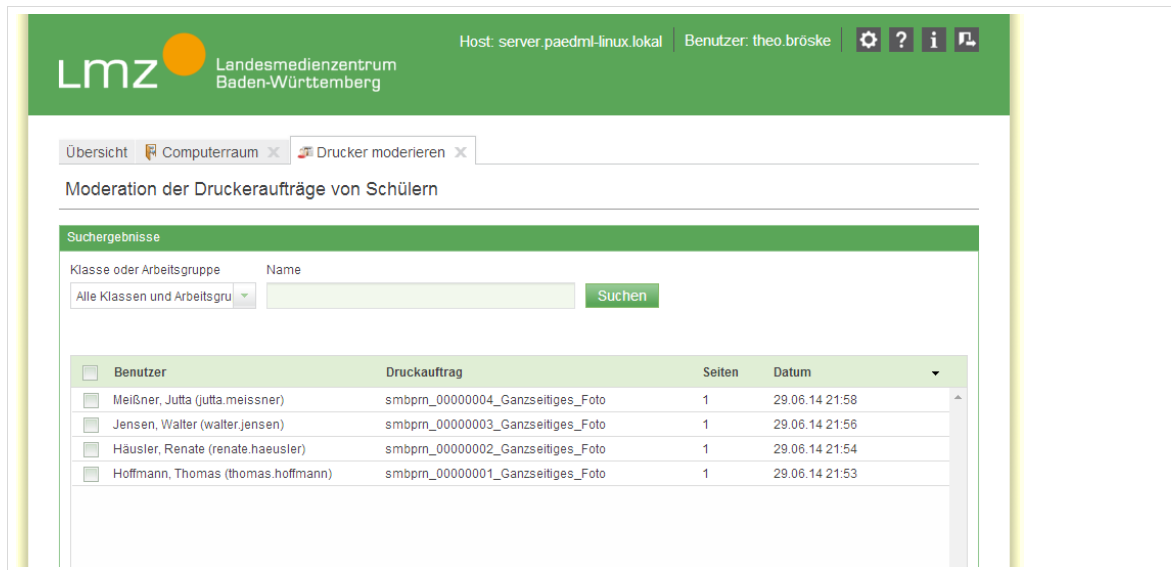 Host: server.paedml-linux.lokal Benutzer: theo.bröske ? i
Lmz Landesmedienzentrum
Baden-Württemberg
Übersicht Computerraum Drucker moderieren
Moderation der Druckeraufträge von Schülern
Suchergebnisse
Klasse oder Arbeitsgruppe Name
Alle Klassen und Arbeitsgru Suchen
Benutzer Druckauftrag Seiten Datum
Meißner, Jutta (jutta.meissner) smbprn_00000004_Ganzseitiges_Foto 1 29.06.14 21:58
Jensen, Walter (walter.jensen) smbprn_00000003_Ganzseitiges_Foto 1 29.06.14 21:56
Häusler, Renate (renate.haeusler) smbprn_00000002_Ganzseitiges_Foto 1 29.06.14 21:54
Hoffmann, Thomas (thomas.hoffmann) smbprn_00000001_Ganzseitiges_Foto 1 29.06.14 21:53